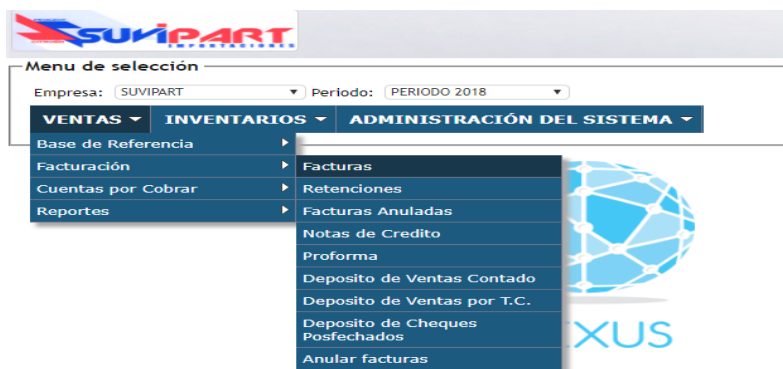 SUVIPART
IMPORTACIONES
Menu de selección
Empresa: SUVIPART Periodo: PERIODO 2018
VENTAS INVENTARIOS ADMINISTRACIÓN DEL SISTEMA
Base de Referencia
Facturación Facturas
Cuentas por Cobrar Retenciones
Reportes Facturas Anuladas
Notas de Credito
Proforma
Deposito de Ventas Contado
Deposito de Ventas por T.C.
Deposito de Cheques
Posfechados
XUS
Anular facturas